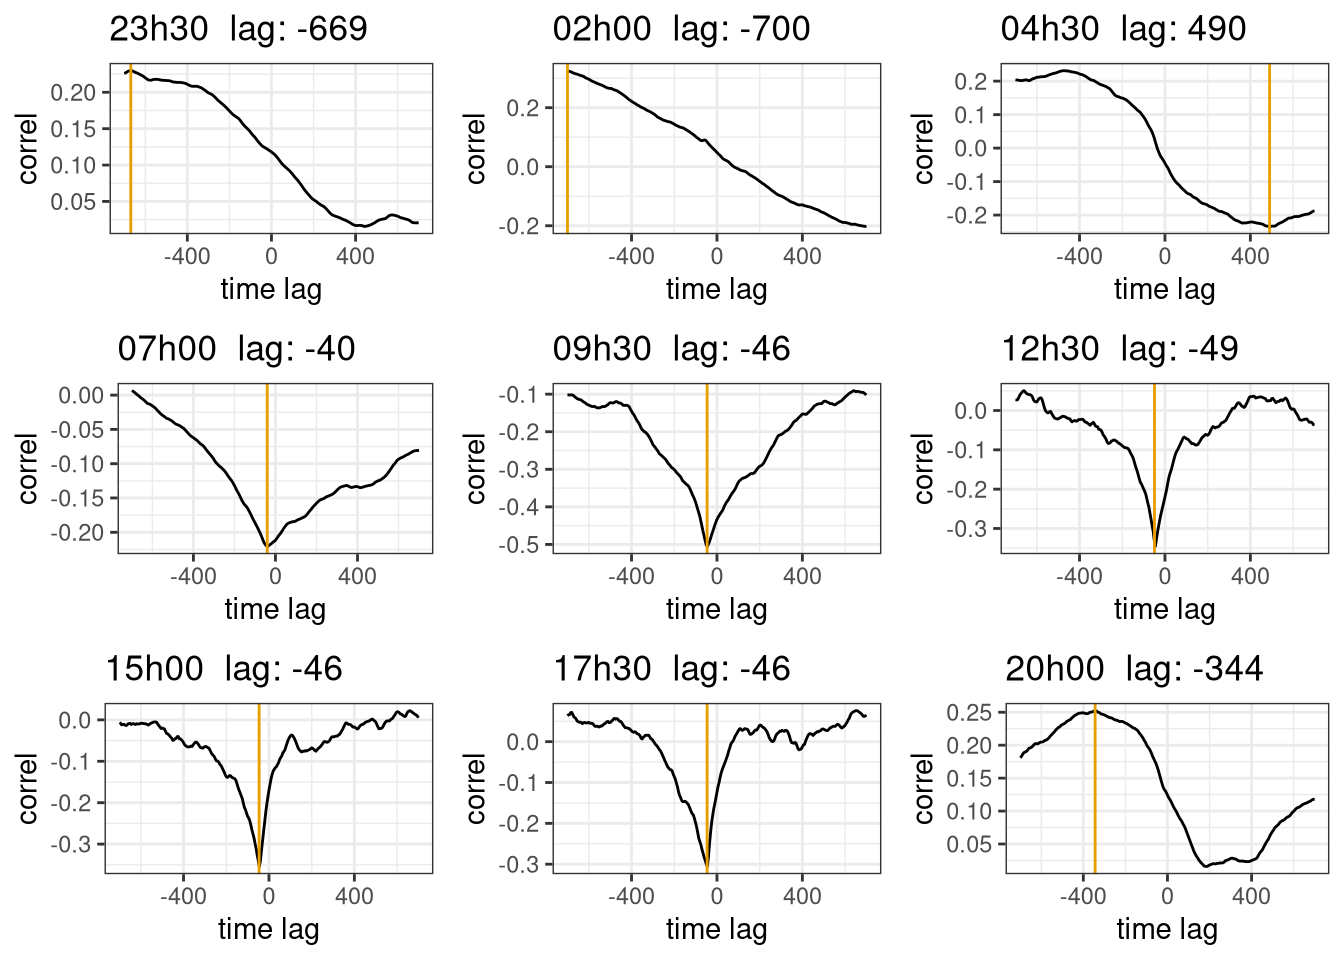 23h30  lag: -669
02h00  lag: -700
04h30  lag: 490
correl
0.20
0.15
0.10
0.05
-400 0 400
time lag
correl
0.2
0.0
-0.2
-400 0 400
time lag
correl
0.2
0.1
0.0
-0.1
-0.2
-400 0 400
time lag
07h00  lag: -40
09h30  lag: -46
12h30  lag: -49
correl
0.00
-0.05
-0.10
-0.15
-0.20
-400 0 400
time lag
correl
-0.1
-0.2
-0.3
-0.4
-0.5
-400 0 400
time lag
correl
0.0
-0.1
-0.2
-0.3
-400 0 400
time lag
15h00  lag: -46
17h30  lag: -46
20h00  lag: -344
correl
0.0
-0.1
-0.2
-0.3
-400 0 400
time lag
correl
0.0
-0.1
-0.2
-0.3
-400 0 400
time lag
correl
0.25
0.20
0.15
0.10
0.05
-400 0 400
time lag